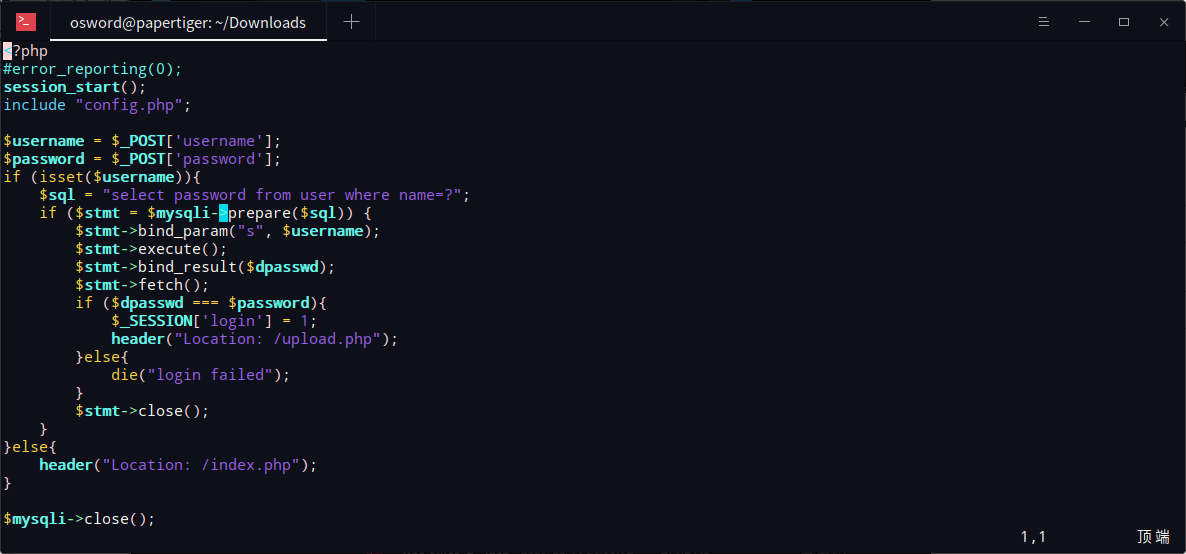 >_ osword@papertiger: ~/Downloads
<?php
#error_reporting(0);
session_start();
include "config.php";

$username = $_POST['username'];
$password = $_POST['password'];
if (isset($username)){
    $sql = "select password from user where name=?";
    if ($stmt = $mysqli->prepare($sql)) {
        $stmt->bind_param("s", $username);
        $stmt->execute();
        $stmt->bind_result($dpasswd);
        $stmt->fetch();
        if ($dpasswd === $password){
            $_SESSION['login'] = 1;
            header("Location: /upload.php");
        }else{
            die("login failed");
        }
        $stmt->close();
    }
}else{
    header("Location: /index.php");
}

$mysqli->close();
1,1 顶端